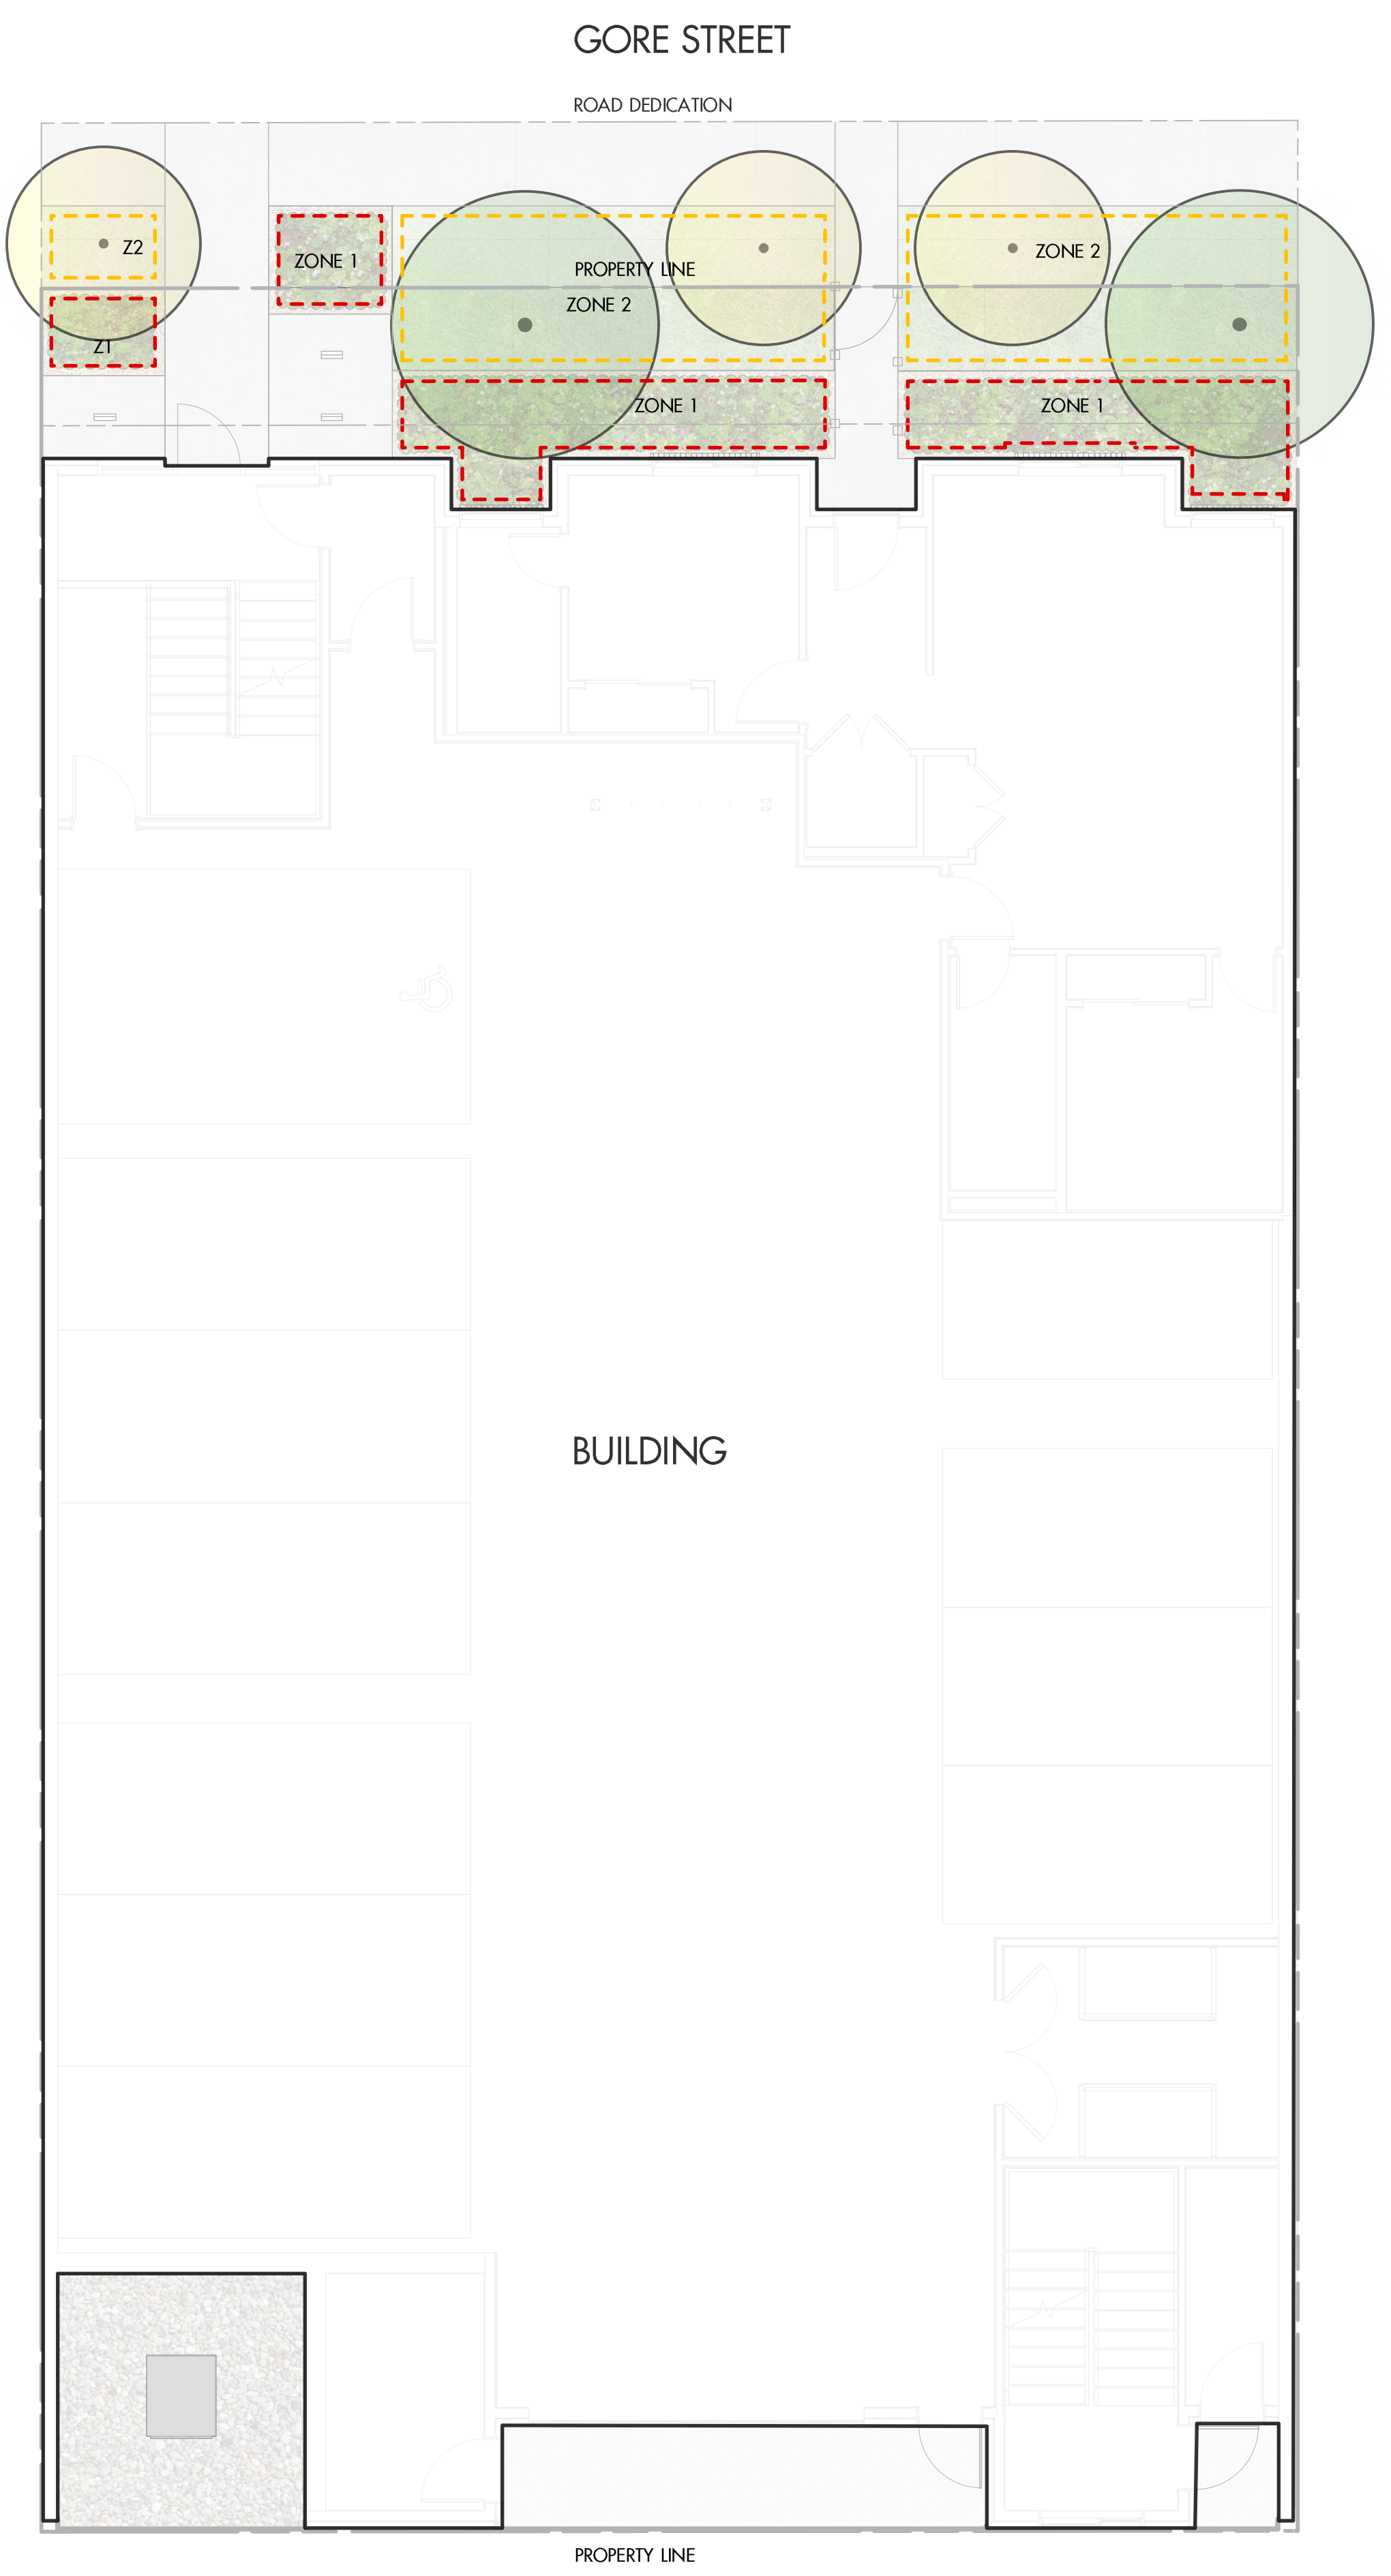 GORE STREET
ROAD DEDICATION
Z2
ZONE 1
PROPERTY LINE
ZONE 2
ZONE 2
Z1
ZONE 1
ZONE 1
BUILDING
PROPERTY LINE